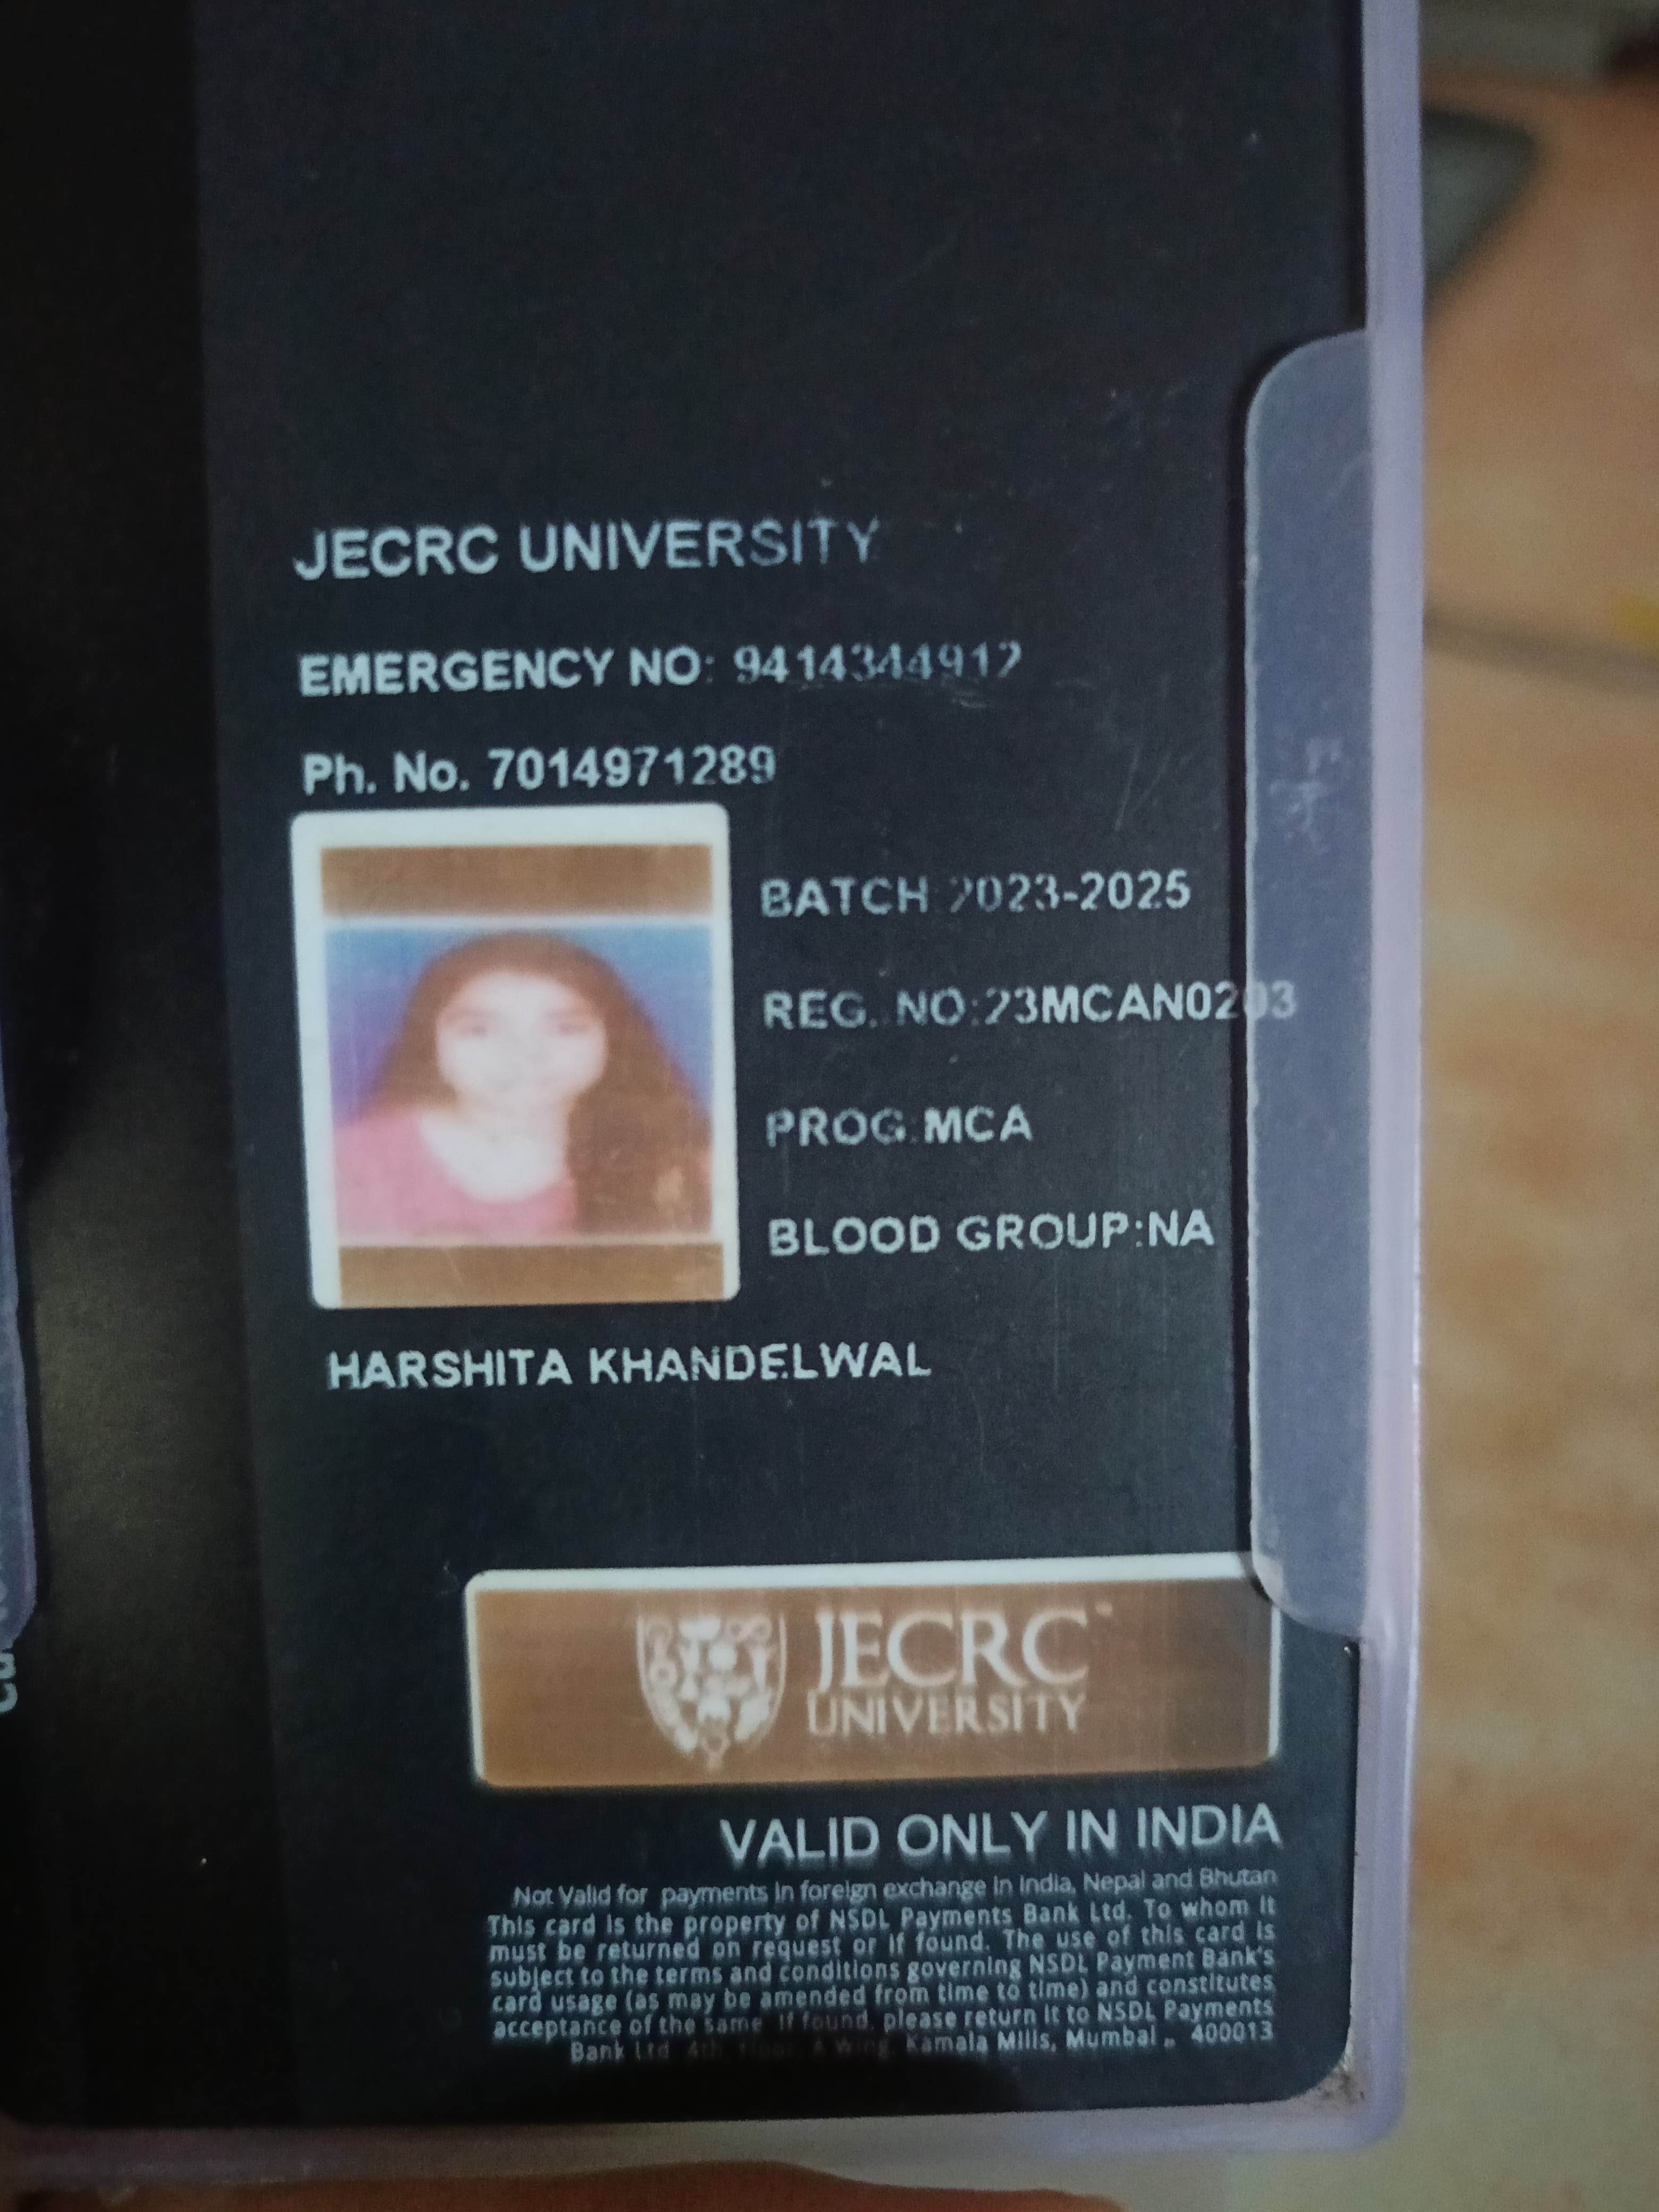 JECRC UNIVERSITY
EMERGENCY NO: 9414344912
Ph. No. 7014971289
BATCH 2023-2025
REG. NO:23MCAN0203
PROG:MCA
BLOOD GROUP:NA
HARSHITA KHANDELWAL
JECRC
UNIVERSITY
VALID ONLY IN INDIA
Not Valid for payments in foreign exchange in India, Nepal and Bhutan
This card is the property of NSDL Payments Bank Ltd. To whom it
must be returned on request or if found. The use of this card is
subject to the terms and conditions governing NSDL Payment Bank's
card usage (as may be amended from time to time) and constitutes
acceptance of the same. If found, please return it to NSDL Payments
Bank Ltd 4th Floor, A Wing, Kamala Mills, Mumbai 400013